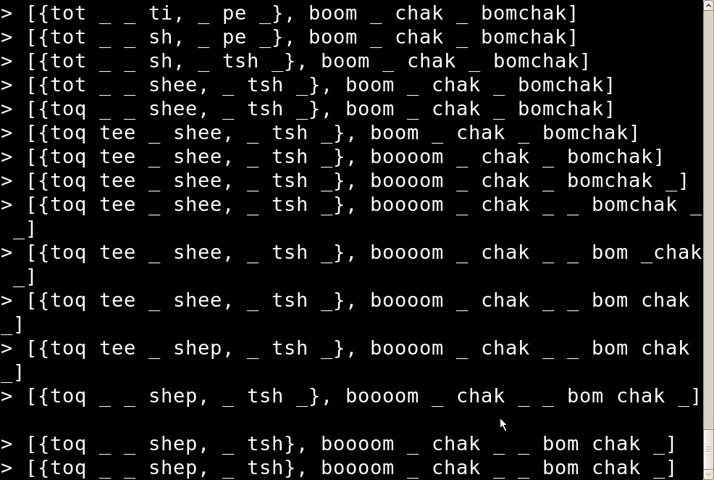 > [{tot _ _ ti, _ pe _}, boom _ chak _ bomchak]
> [{tot _ _ sh, _ pe _}, boom _ chak _ bomchak]
> [{tot _ _ sh, _ tsh _}, boom _ chak _ bomchak]
> [{tot _ _ shee, _ tsh _}, boom _ chak _ bomchak]
> [{toq _ _ shee, _ tsh _}, boom _ chak _ bomchak]
> [{toq tee _ shee, _ tsh _}, boom _ chak _ bomchak]
> [{toq tee _ shee, _ tsh _}, boooom _ chak _ bomchak]
> [{toq tee _ shee, _ tsh _}, boooom _ chak _ bomchak _]
> [{toq tee _ shee, _ tsh _}, boooom _ chak _ _ bomchak _
_]
> [{toq tee _ shee, _ tsh _}, boooom _ chak _ _ bom _chak
_]
> [{toq tee _ shee, _ tsh _}, boooom _ chak _ _ bom chak
_]
> [{toq tee _ shep, _ tsh _}, boooom _ chak _ _ bom chak
_]
> [{toq _ _ shep, _ tsh _}, boooom _ chak _ _ bom chak _]
> [{toq _ _ shep, _ tsh}, boooom _ chak _ _ bom chak _]
> [{toq _ _ shep, _ tsh}, boooom _ chak _ _ bom chak _]